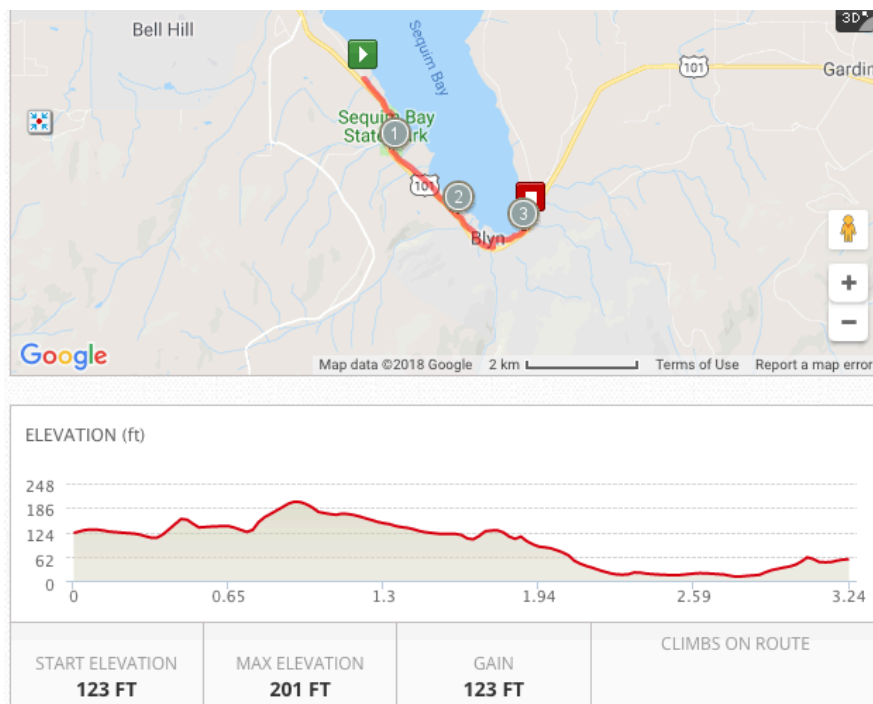 3D
Bell Hill
Sequim Bay
101
Gardin
Sequim Bay
State Park
1
101
2
3
Blyn
+
−
Google
Map data ©2018 Google 2 km Terms of Use Report a map error
ELEVATION (ft)
248
186
124
62
0
0 0.65 1.3 1.94 2.59 3.24
START ELEVATION MAX ELEVATION GAIN CLIMBS ON ROUTE
123 FT 201 FT 123 FT